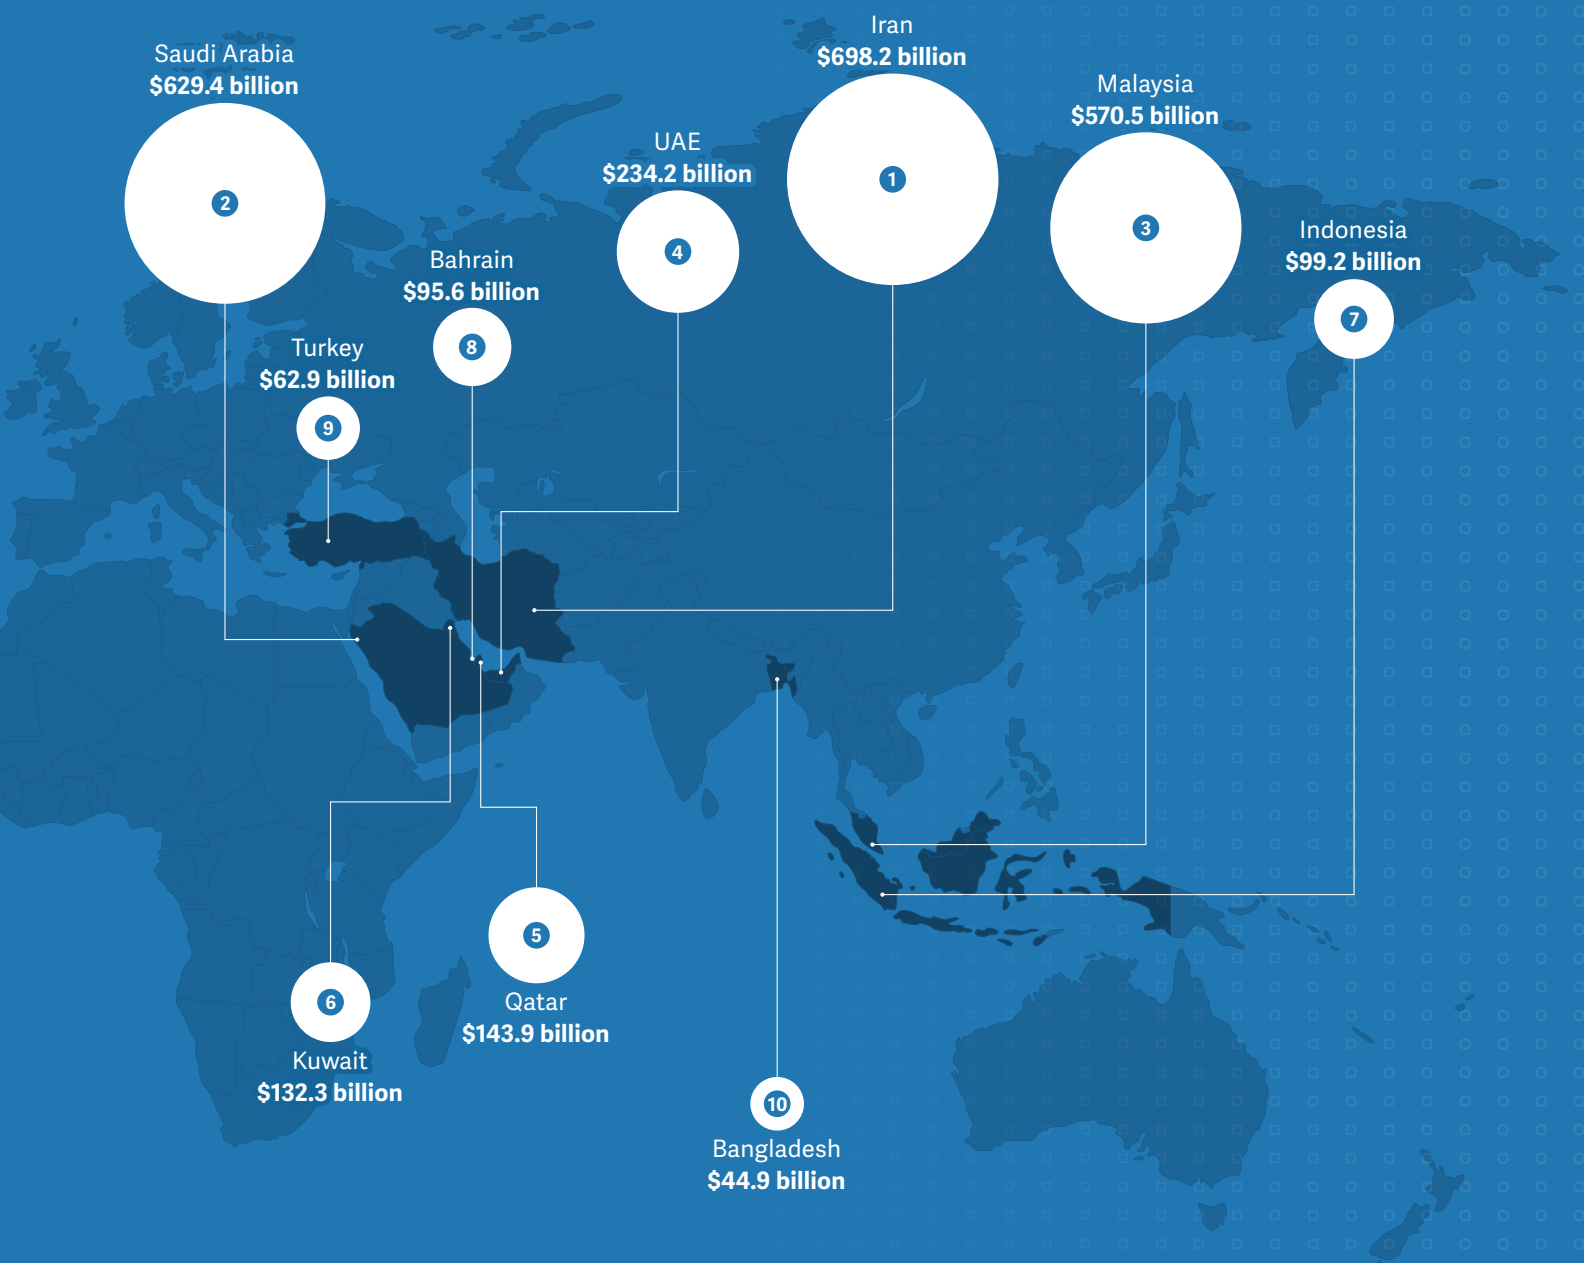 Iran
$698.2 billion
1
Saudi Arabia
$629.4 billion
2
Malaysia
$570.5 billion
3
UAE
$234.2 billion
4
Indonesia
$99.2 billion
7
Bahrain
$95.6 billion
8
Turkey
$62.9 billion
9
5
Qatar
$143.9 billion
6
Kuwait
$132.3 billion
10
Bangladesh
$44.9 billion